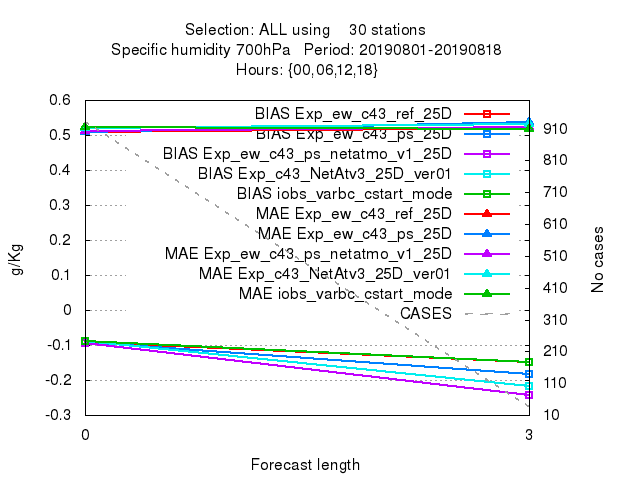 Selection: ALL using 30 stations
Specific humidity 700hPa Period: 20190801-20190818
Hours: {00,06,12,18}
0.6
0.5
0.4
0.3
0.2
0.1
0
-0.1
-0.2
-0.3
g/Kg
BIAS Exp_ew_c43_ref_25D
BIAS Exp_ew_c43_ps_25D
BIAS Exp_ew_c43_ps_netatmo_v1_25D
BIAS Exp_c43_NetAtv3_25D_ver01
BIAS iobs_varbc_cstart_mode
MAE Exp_ew_c43_ref_25D
MAE Exp_ew_c43_ps_25D
MAE Exp_ew_c43_ps_netatmo_v1_25D
MAE Exp_c43_NetAtv3_25D_ver01
MAE iobs_varbc_cstart_mode
CASES
910
810
710
610
510
410
310
210
110
10
No cases
0 3
Forecast length